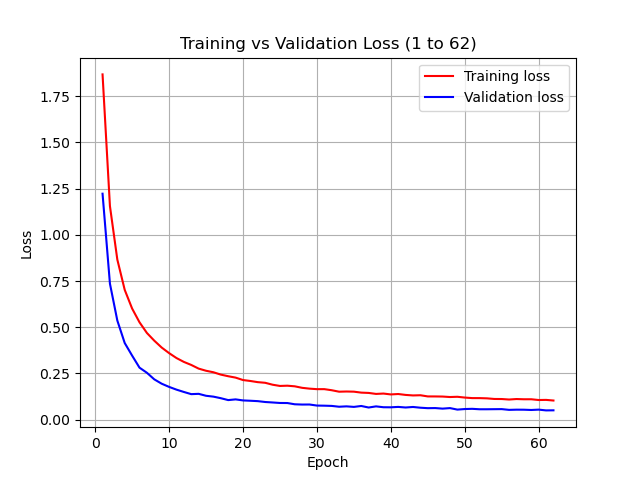 Training vs Validation Loss (1 to 62)
Training loss
Validation loss
Loss
1.75
1.50
1.25
1.00
0.75
0.50
0.25
0.00
0 10 20 30 40 50 60
Epoch